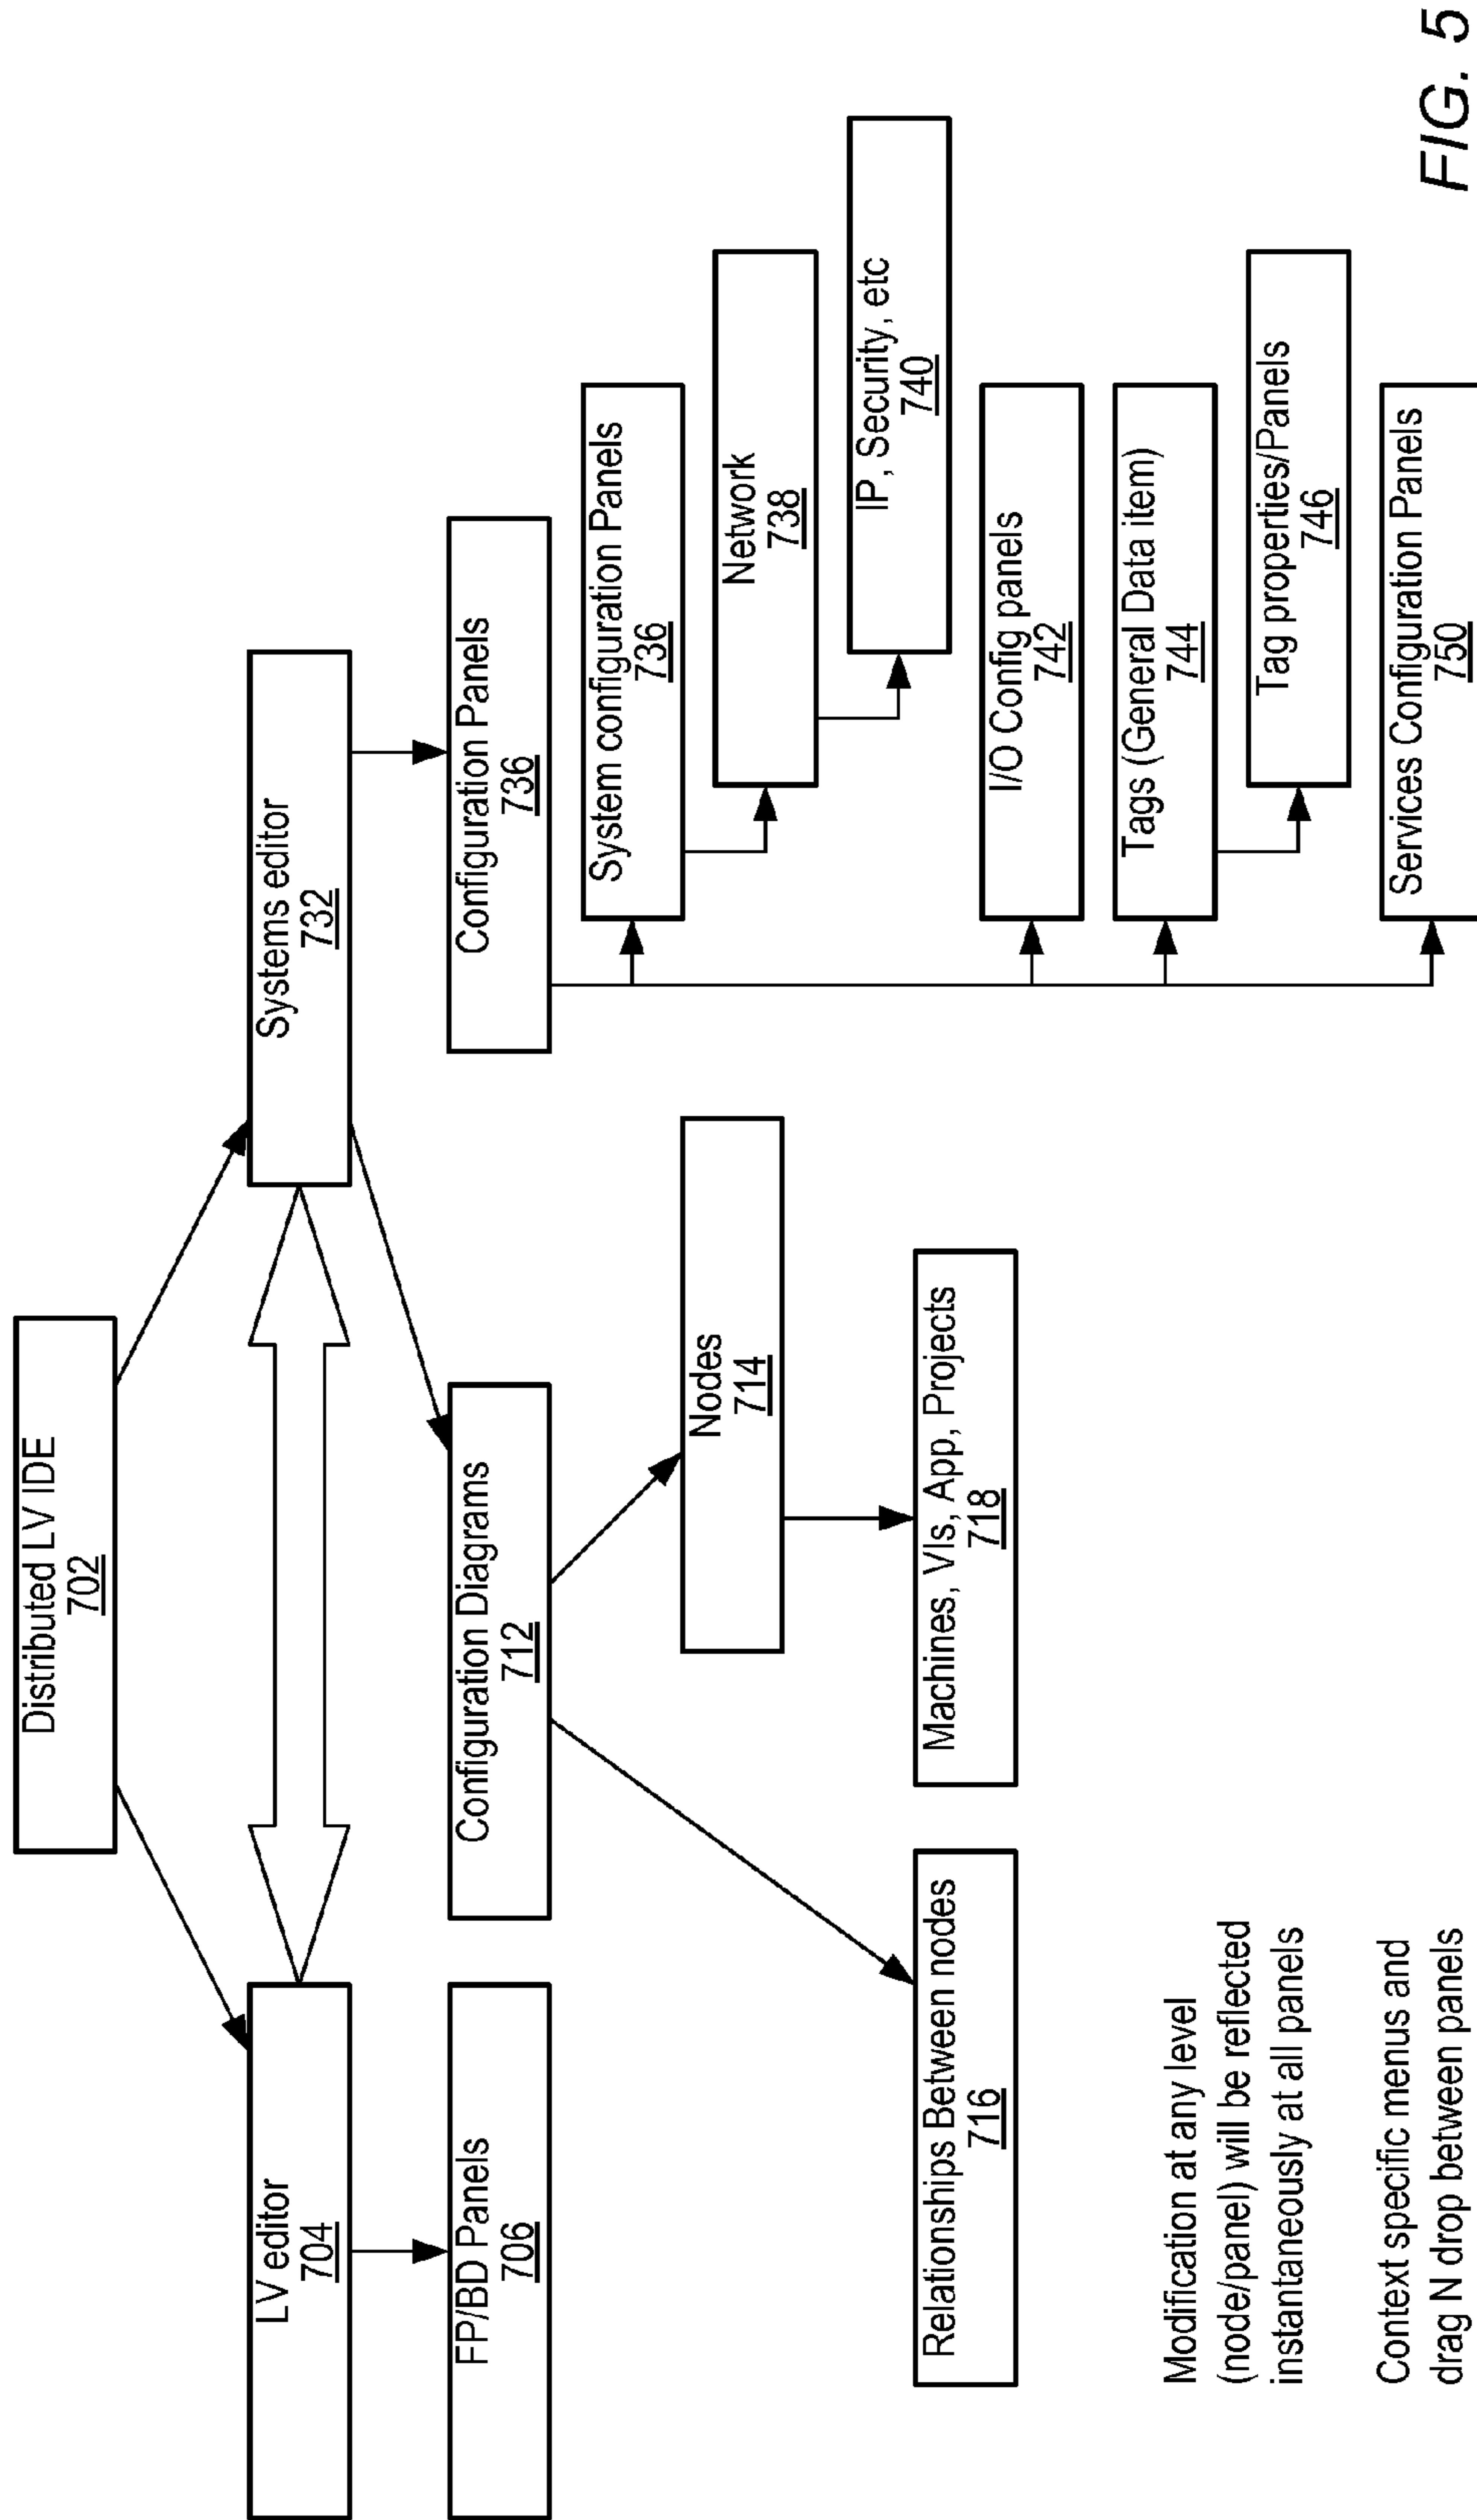 Distributed LV IDE
702
LV editor
704
Systems editor
732
FP/BD Panels
706
Configuration Diagrams
712
Configuration Panels
736
System configuration Panels
736
Nodes
714
Network
738
IP, Security, etc
740
Relationships Between nodes
716
Machines, VIs, App, Projects
718
I/O Config panels
742
Tags (General Data item)
744
Tag properties/Panels
746
Services Configuration Panels
750
Modification at any level
(node/panel) will be reflected
instantaneously at all panels
Context specific menus and
drag N drop between panels
FIG. 5